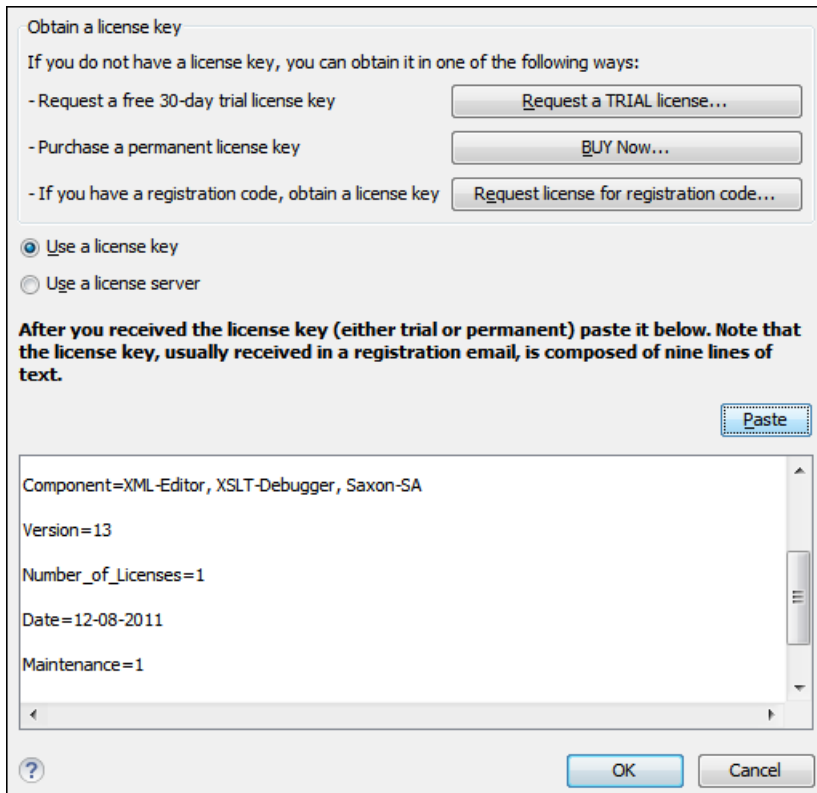 Obtain a license key
If you do not have a license key, you can obtain it in one of the following ways:
- Request a free 30-day trial license key
Request a TRIAL license...
- Purchase a permanent license key
BUY Now...
- If you have a registration code, obtain a license key
Request license for registration code...
Use a license key
Use a license server
After you received the license key (either trial or permanent) paste it below. Note that
the license key, usually received in a registration email, is composed of nine lines of
text.
Paste
Component=XML-Editor, XSLT-Debugger, Saxon-SA
Version=13
Number_of_Licenses=1
Date=12-08-2011
Maintenance=1
?
OK
Cancel